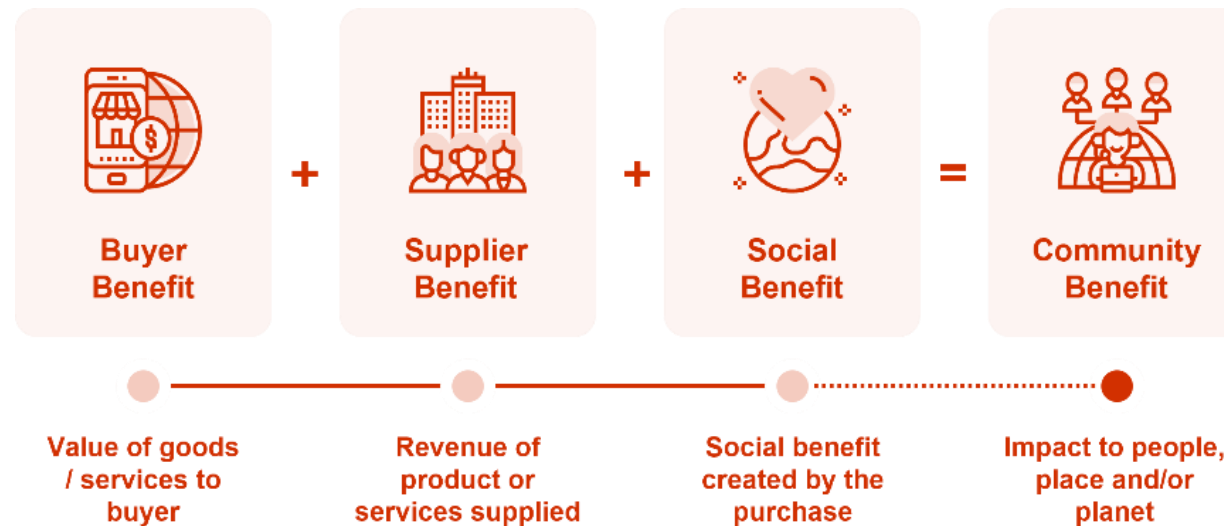 $
+
+
=
Buyer
Benefit
Supplier
Benefit
Social
Benefit
Community
Benefit
Value of goods
/ services to
buyer
Revenue of
product or
services supplied
Social benefit
created by the
purchase
Impact to people,
place and/or
planet